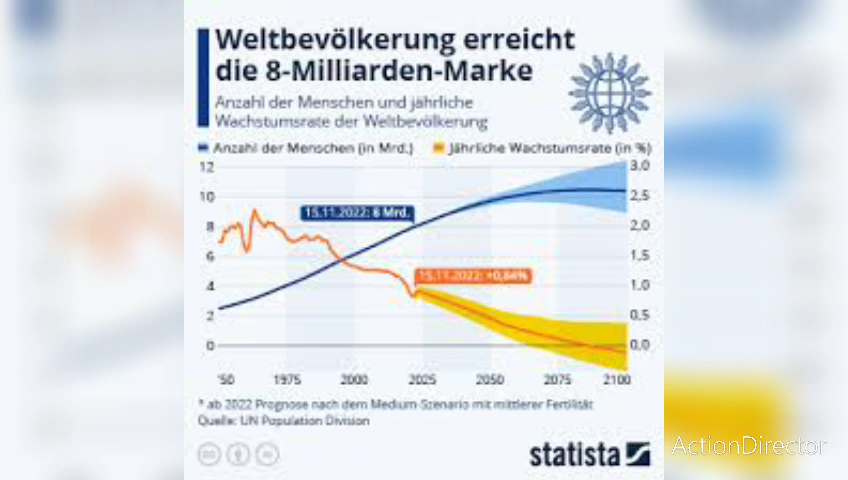 Weltbevölkerung erreicht
die 8-Milliarden-Marke
Anzahl der Menschen und jährliche
Wachstumsrate der Weltbevölkerung
Anzahl der Menschen (in Mrd.) Jährliche Wachstumsrate (in %)
12 3,0
10 2,5
15.11.2022: 8 Mrd.
8 2,0
6 1,5
15.11.2022: +0,84%
4 1,0
2 0,5
0 0,0
'50 1975 2000 2025 2050 2075 2100
* ab 2022 Prognose nach dem Medium-Szenario mit mittlerer Fertilität
Quelle: UN Population Division
statista
ActionDirector